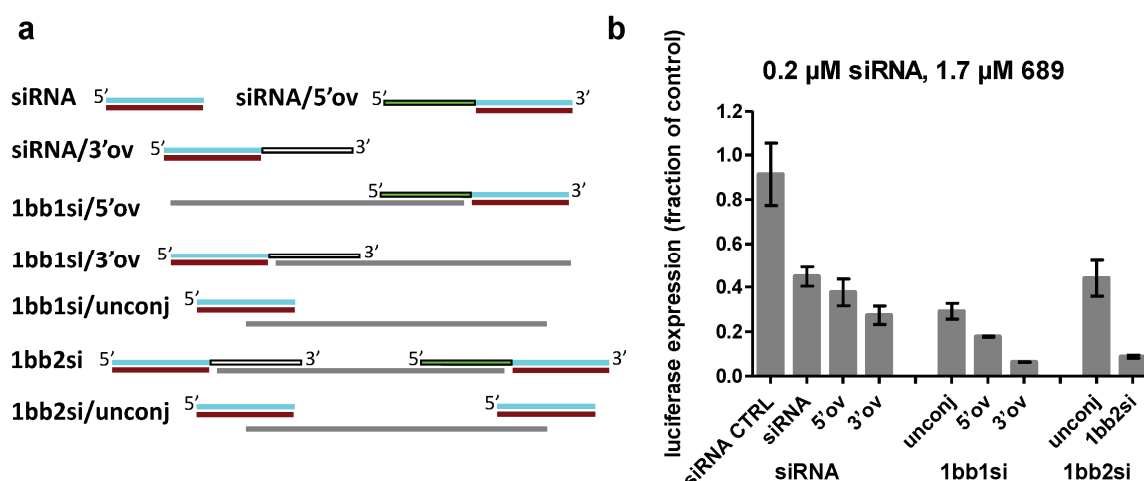 a
siRNA 5’
siRNA/5’ov 5’ 3’
siRNA/3’ov 5’ 3’
1bb1si/5’ov 5’ 3’
1bb1sI/3’ov 5’ 3’
1bb1si/unconj 5’
1bb2si 5’ 3’ 5’ 3’
1bb2si/unconj 5’ 5’
b
0.2 µM siRNA, 1.7 µM 689
luciferase expression (fraction of control)
1.2
1.0
0.8
0.6
0.4
0.2
0.0
siRNA CTRL
siRNA
5’ov
3’ov
unconj
5’ov
3’ov
unconj
1bb2si
siRNA 1bb1si 1bb2si